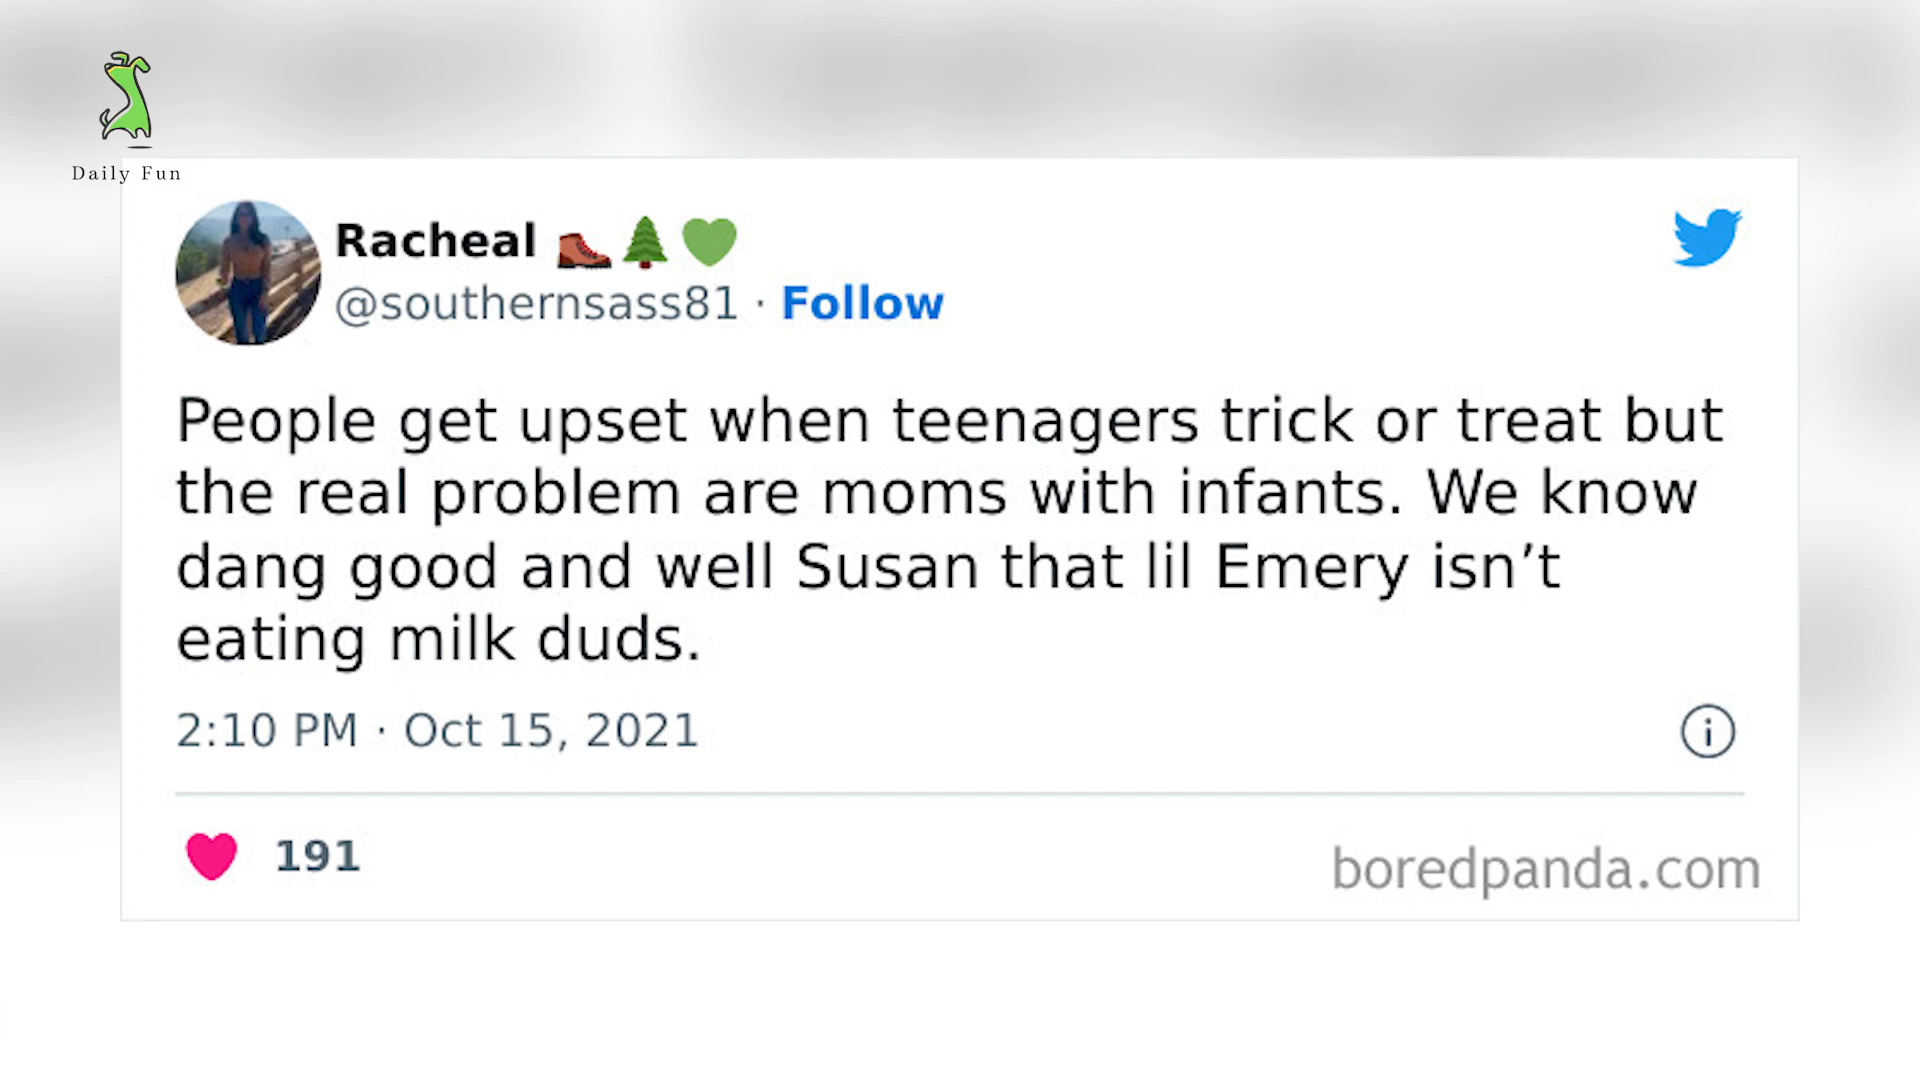 Daily Fun
Racheal 🥾🌲💚
@southernsass81 · Follow
People get upset when teenagers trick or treat but
the real problem are moms with infants. We know
dang good and well Susan that lil Emery isn’t
eating milk duds.
2:10 PM · Oct 15, 2021
191
boredpanda.com